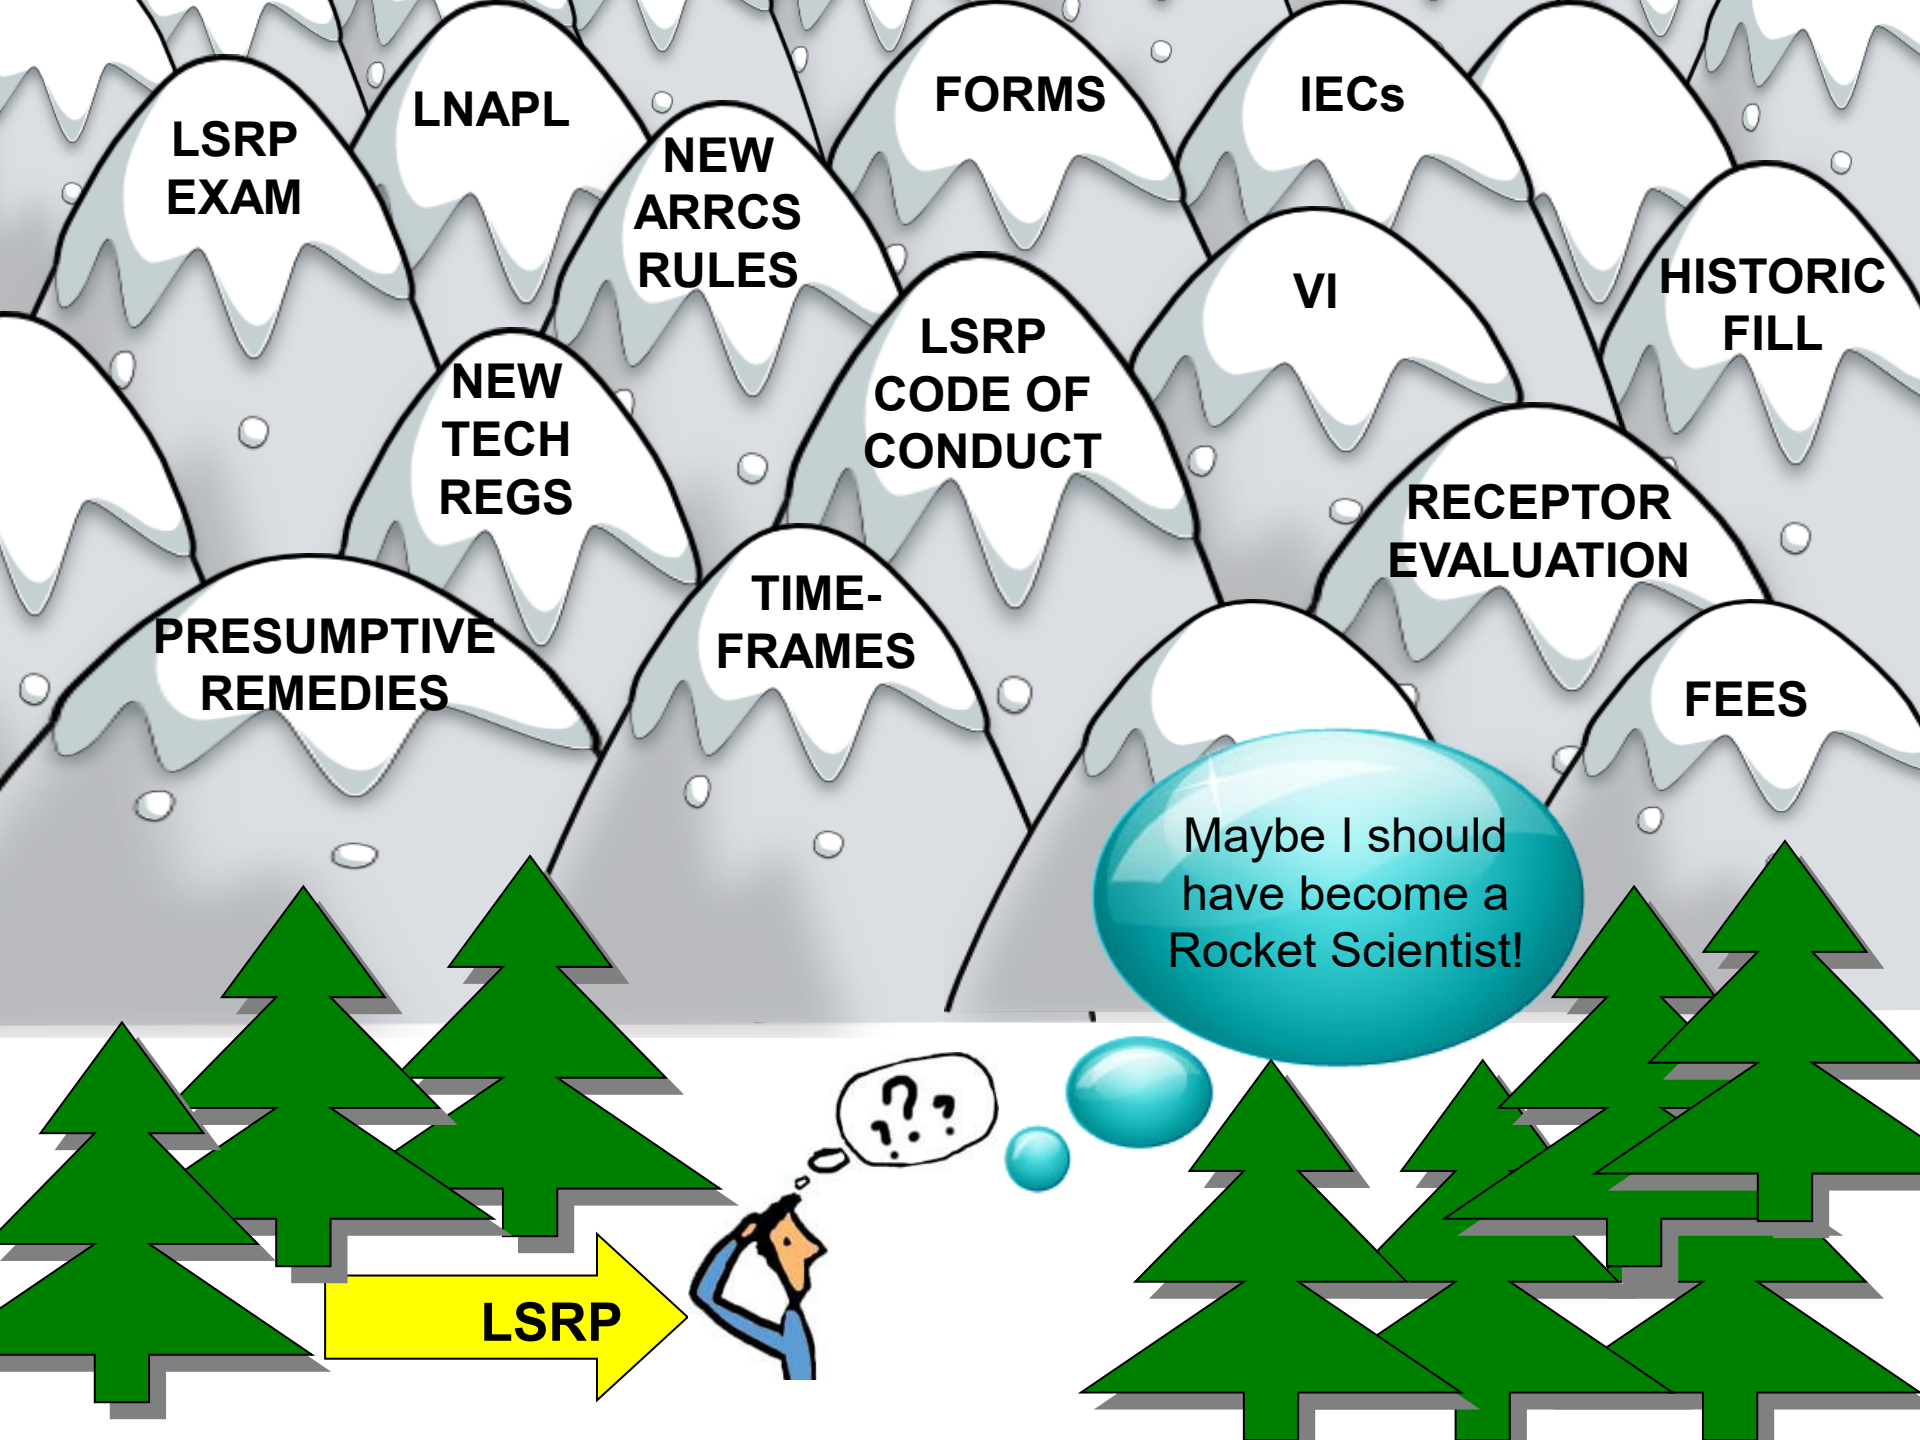 LNAPL
FORMS
IECs
LSRP
EXAM
NEW
ARRCS
RULES
VI
HISTORIC
FILL
LSRP
CODE OF
CONDUCT
NEW
TECH
REGS
RECEPTOR
EVALUATION
TIME-
FRAMES
PRESUMPTIVE
REMEDIES
FEES
Maybe I should
have become a
Rocket Scientist!
? ? ?
LSRP